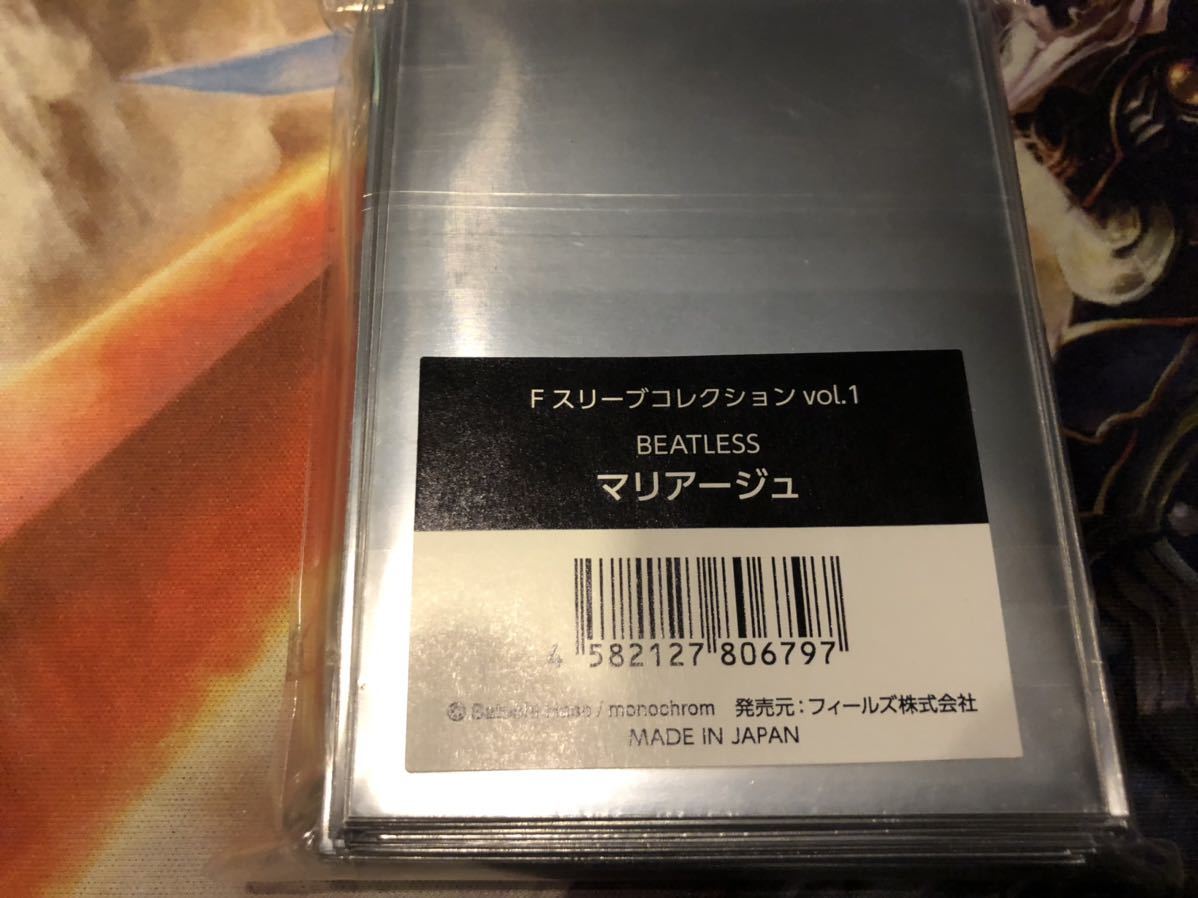 F スリーブコレクション vol.1
BEATLESS
マリアージュ
4 582127 806797
© / monochrom 発売元：フィールズ株式会社
MADE IN JAPAN